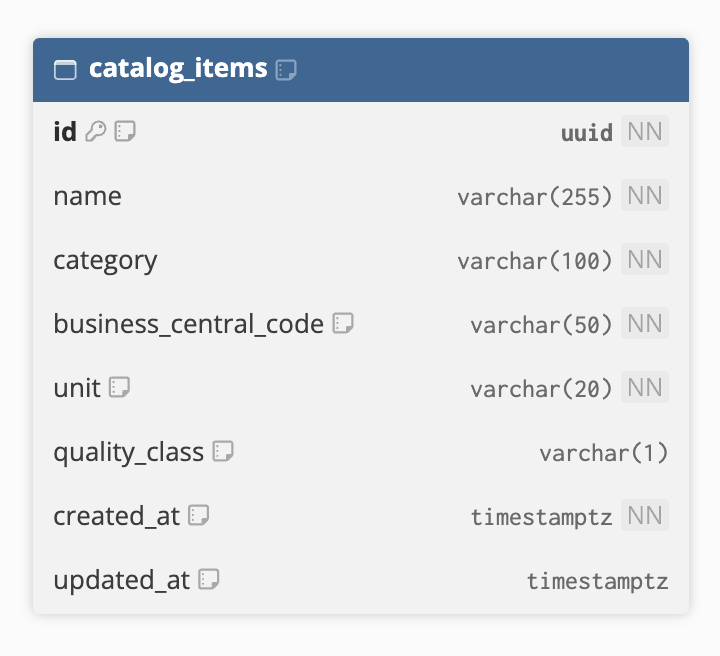 catalog_items
id uuid NN
name varchar(255) NN
category varchar(100) NN
business_central_code varchar(50) NN
unit varchar(20) NN
quality_class varchar(1)
created_at timestamptz NN
updated_at timestamptz